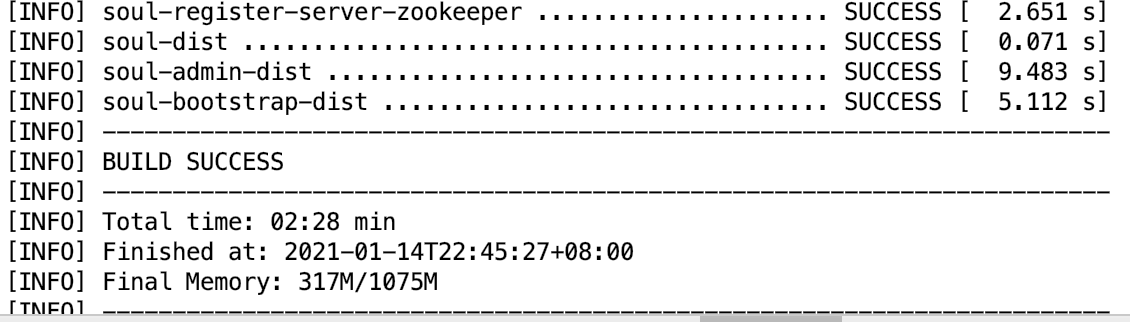 [INFO] soul-register-server-zookeeper ..................... SUCCESS [  2.651 s]
[INFO] soul-dist .......................................... SUCCESS [  0.071 s]
[INFO] soul-admin-dist .................................... SUCCESS [  9.483 s]
[INFO] soul-bootstrap-dist ................................ SUCCESS [  5.112 s]
[INFO] ------------------------------------------------------------------------
[INFO] BUILD SUCCESS
[INFO] ------------------------------------------------------------------------
[INFO] Total time: 02:28 min
[INFO] Finished at: 2021-01-14T22:45:27+08:00
[INFO] Final Memory: 317M/1075M
[INFO] ------------------------------------------------------------------------